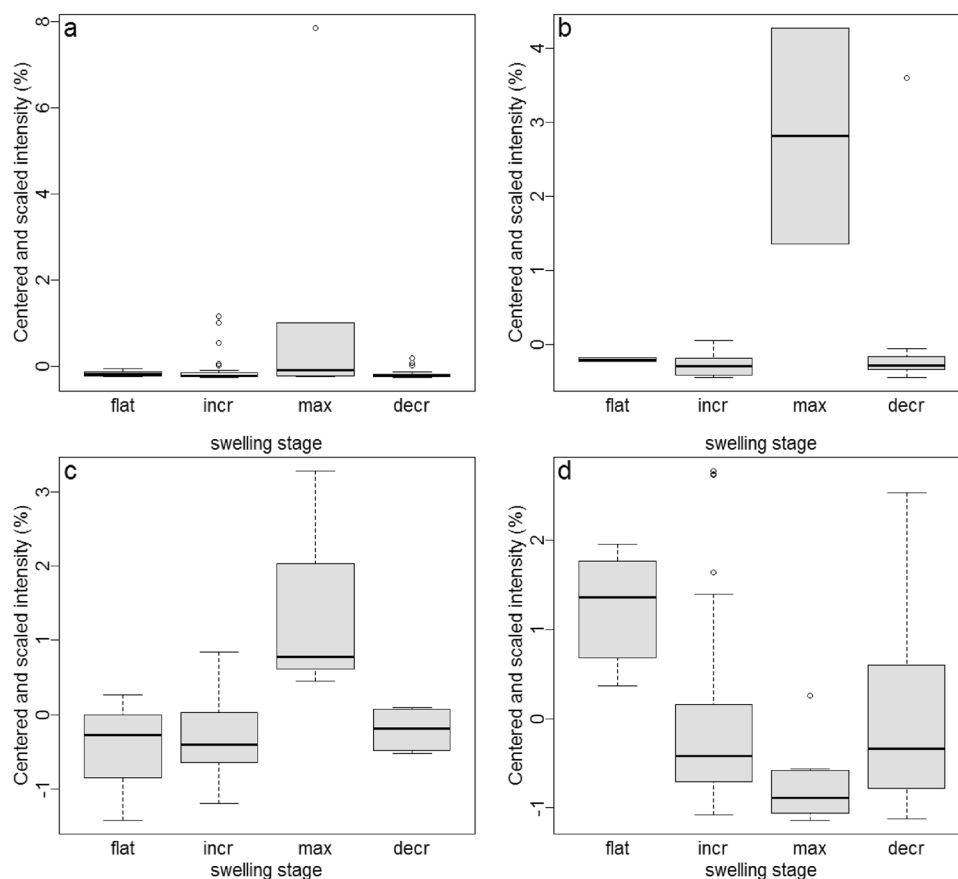 a
Centered and scaled intensity (%)
8
6
4
2
0
flat incr max decr
swelling stage
b
Centered and scaled intensity (%)
4
3
2
1
0
flat incr max decr
swelling stage
c
Centered and scaled intensity (%)
3
2
1
0
-1
flat incr max decr
swelling stage
d
Centered and scaled intensity (%)
2
1
0
-1
flat incr max decr
swelling stage